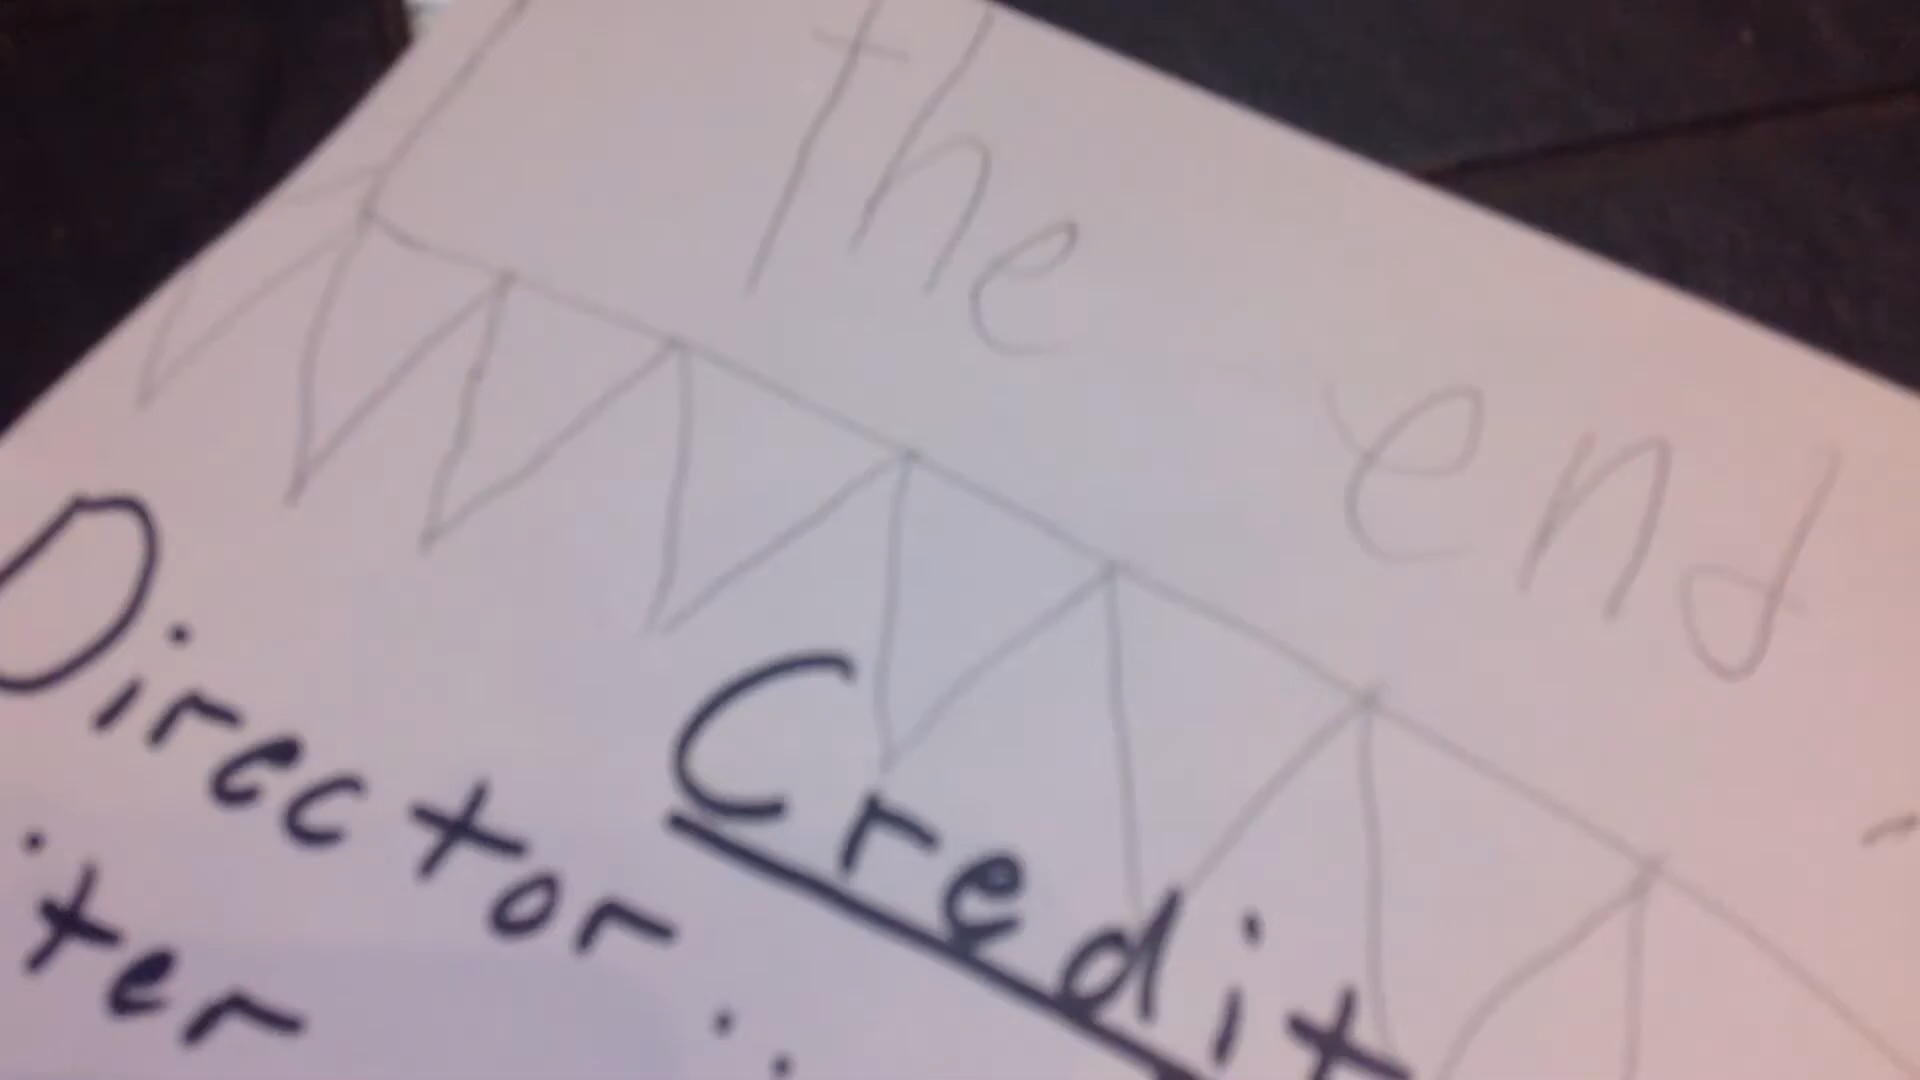 The end
Credit
Director :
ter